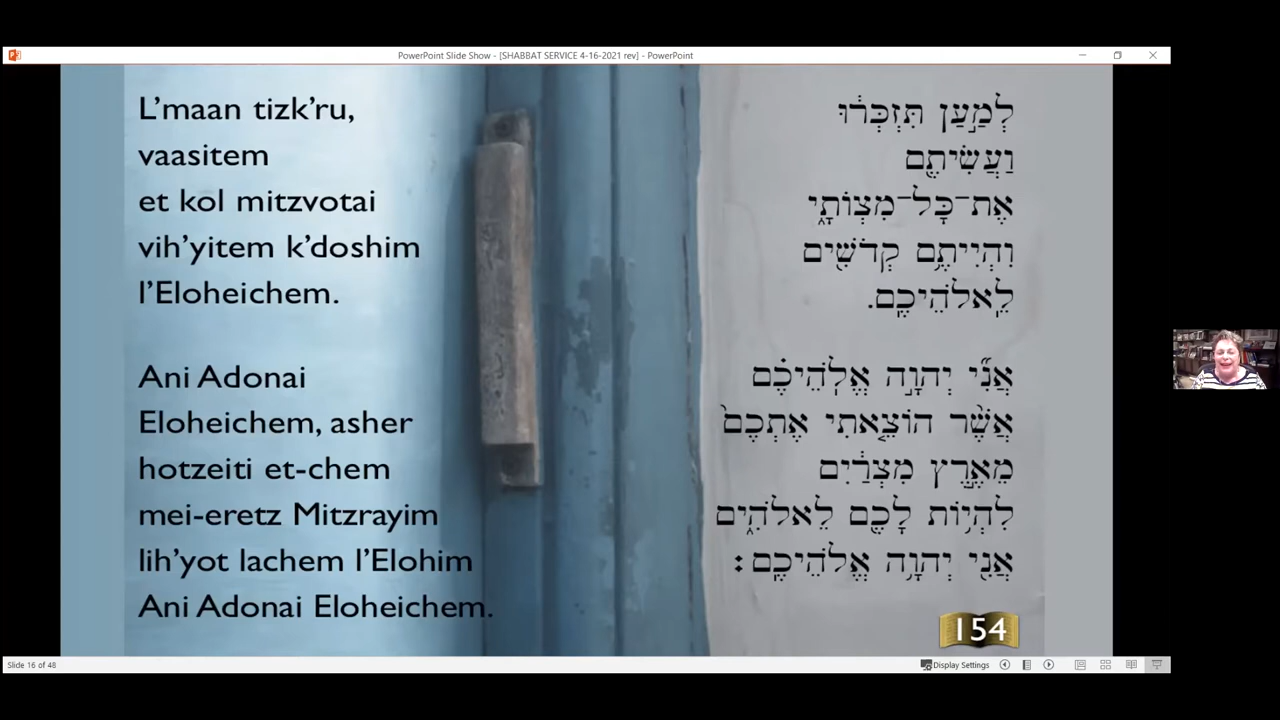 PowerPoint Slide Show - [SHABBAT SERVICE 4-16-2021 rev] - PowerPoint
L’maan tizk’ru,
vaasitem
et kol mitzvotai
vih’yitem k’doshim
l’Eloheichem.
Ani Adonai
Eloheichem, asher
hotzeiti et-chem
mei-eretz Mitzrayim
lih’yot lachem l’Elohim
Ani Adonai Eloheichem.
לְמַ֣עַן תִּזְכְּר֔וּ
וַעֲשִׂיתֶ֖ם
אֶת־כָּל־מִצְוֺתָ֑י
וִהְיִיתֶ֥ם קְדֹשִׁ֖ים
לֵֽאלֹהֵיכֶֽם.
אֲנִ֞י יְהוָ֣ה אֱלֹֽהֵיכֶ֗ם
אֲשֶׁ֨ר הוֹצֵ֤אתִי אֶתְכֶם֙
מֵאֶ֣רֶץ מִצְרַ֔יִם
לִהְי֥וֹת לָכֶ֖ם לֵאלֹהִ֑ים
אֲנִ֖י יְהוָ֥ה אֱלֹהֵיכֶֽם׃
154
Slide 16 of 48
Display Settings